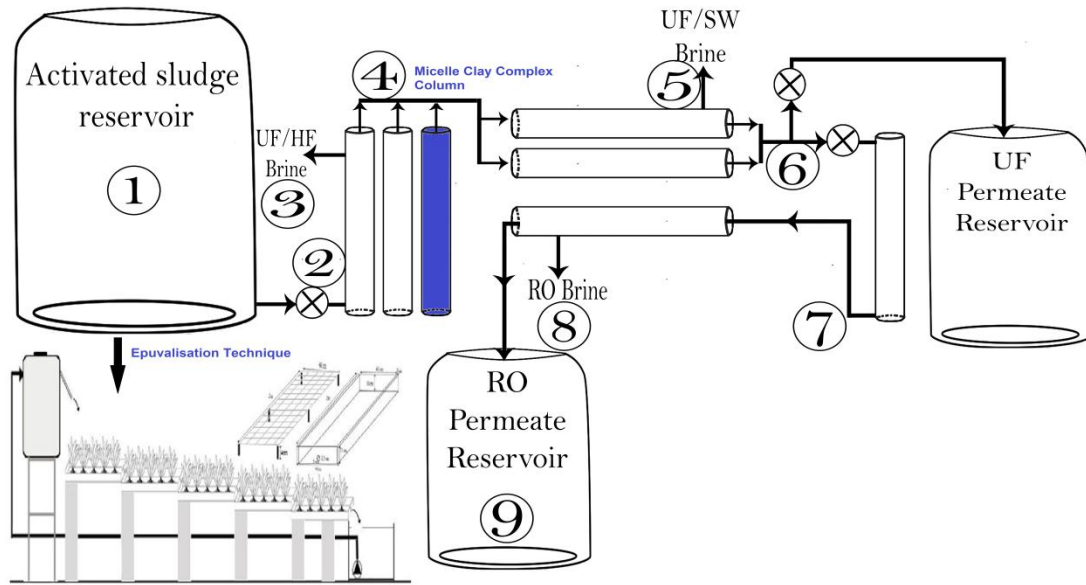 Activated sludge
reservoir
1
2
UF/HF
Brine
3
4
Micelle Clay Complex
Column
UF/SW
Brine
5
6
UF
Permeate
Reservoir
7
RO Brine
8
RO
Permeate
Reservoir
9
Epuvalisation Technique